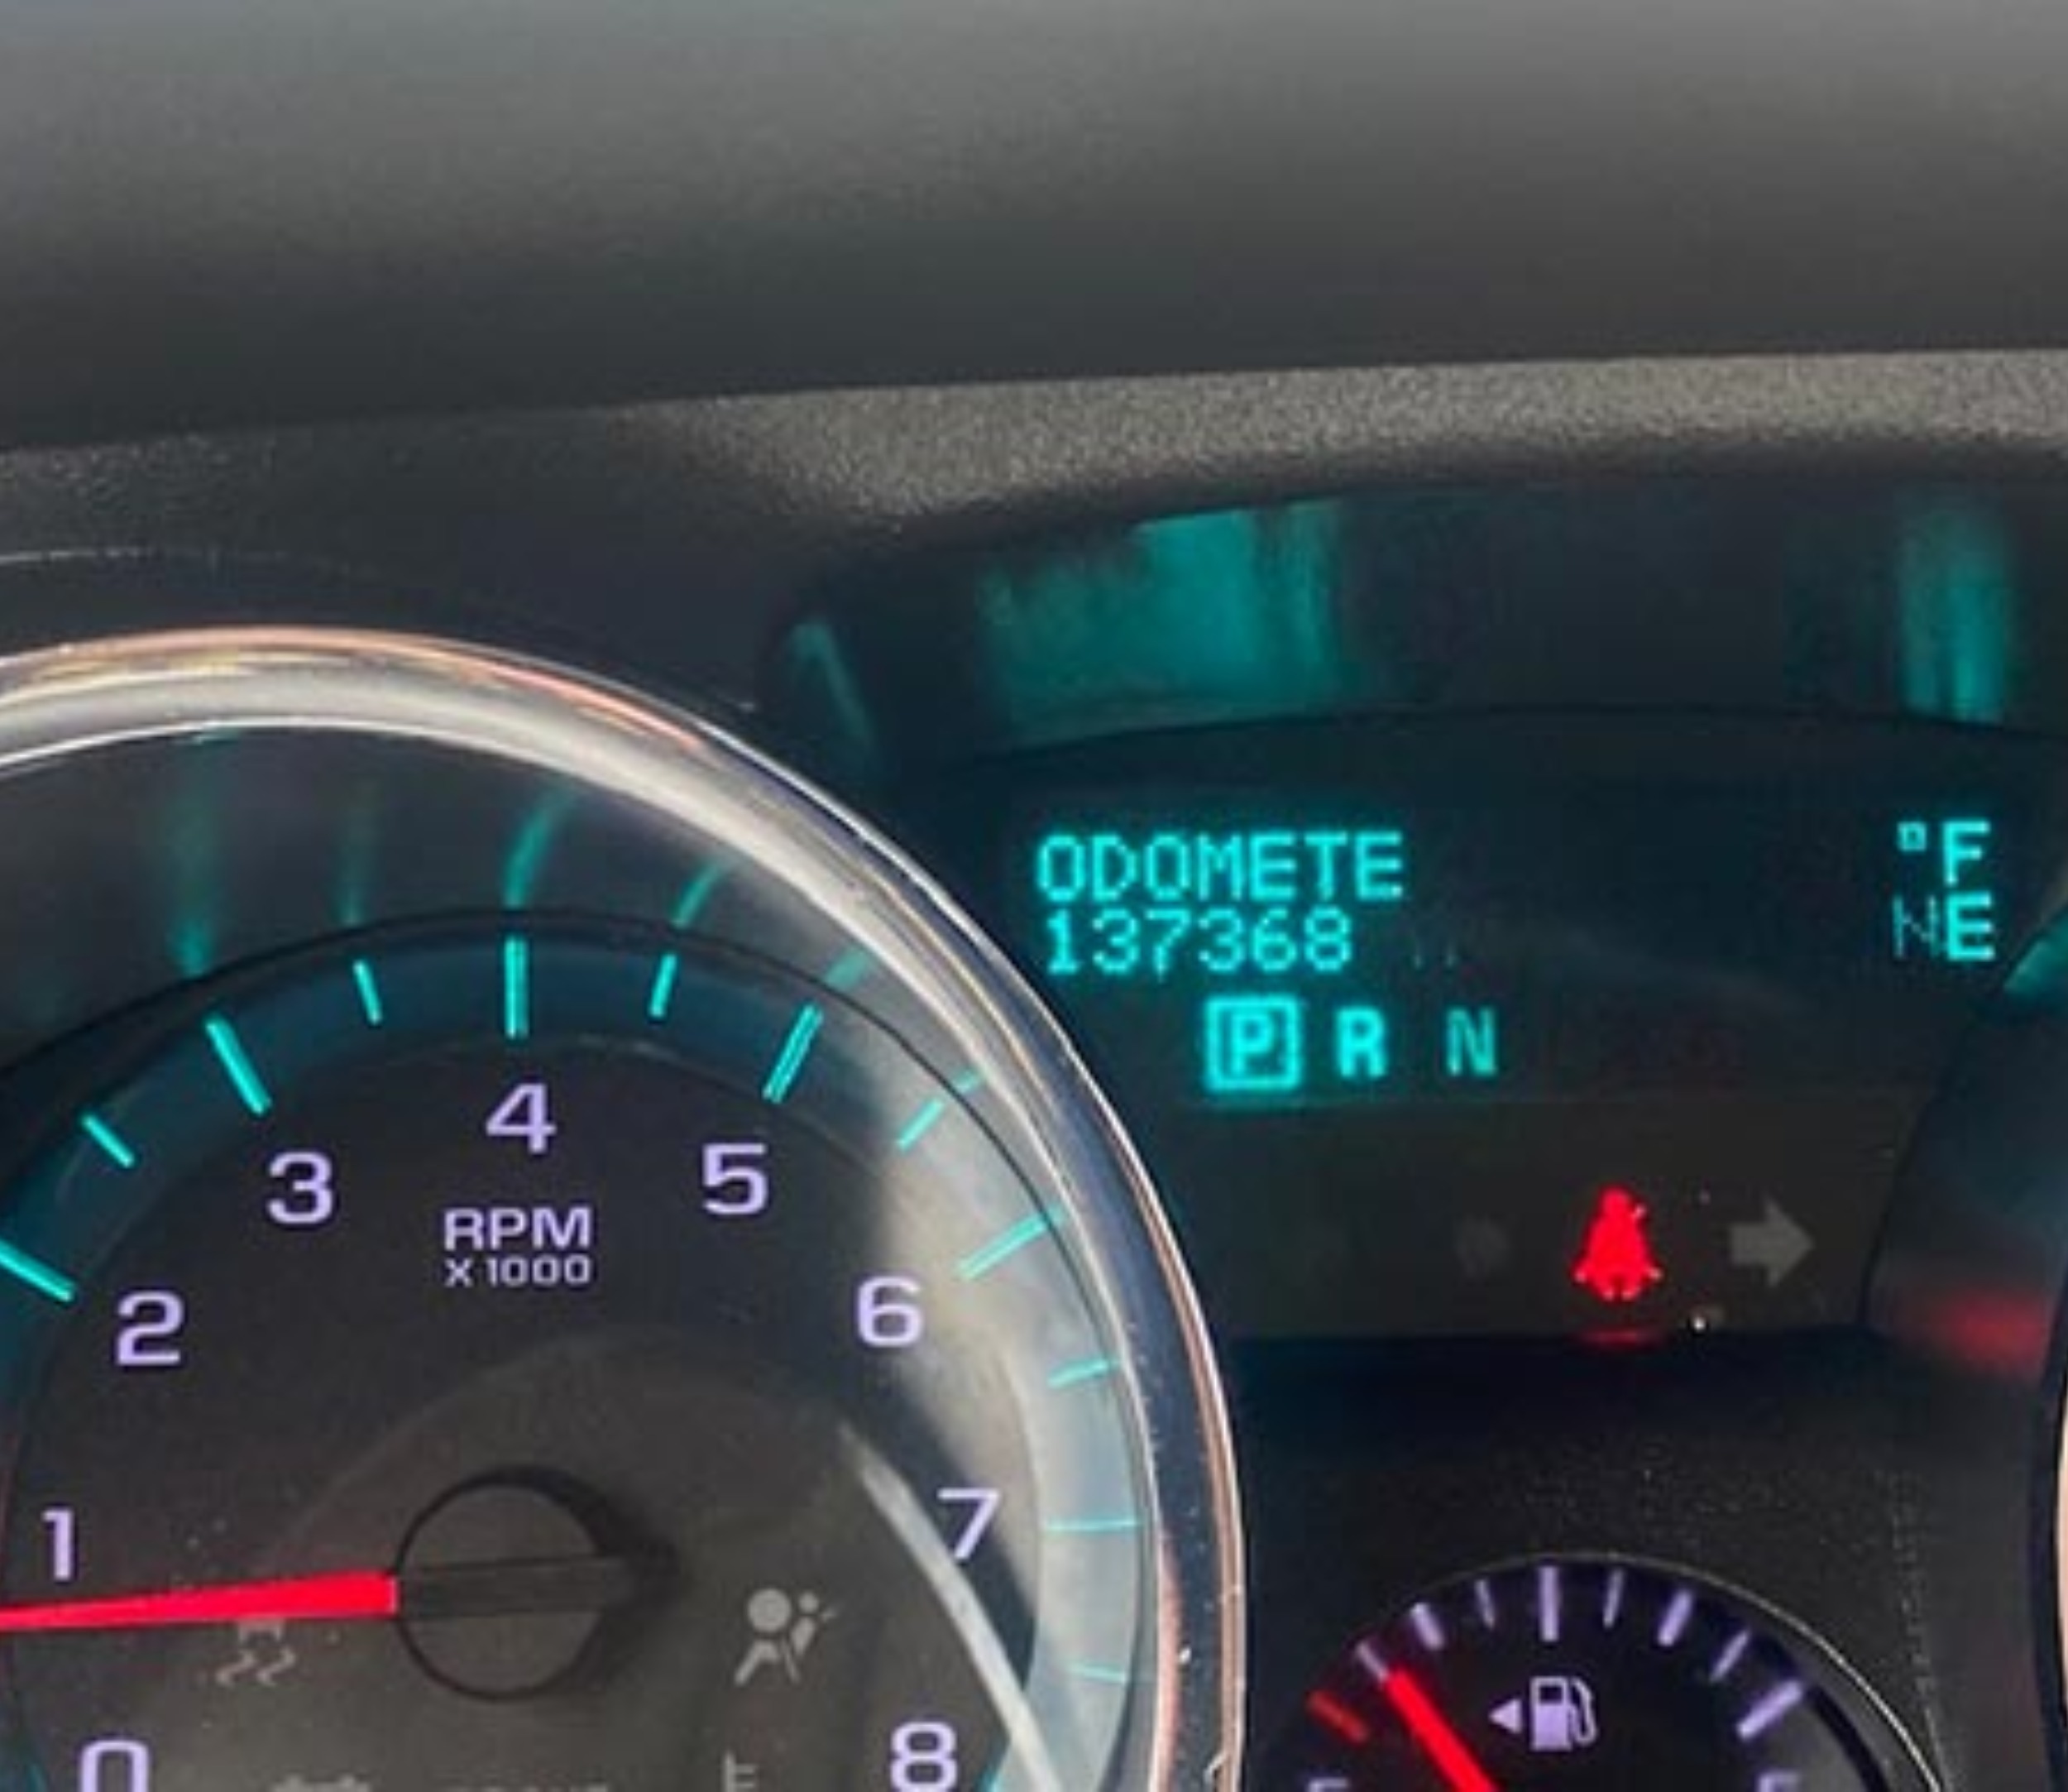 ODOMETE °F
137368 NE
P R N
4
3 5
RPM
X 1000
2 6
1 7
0 8